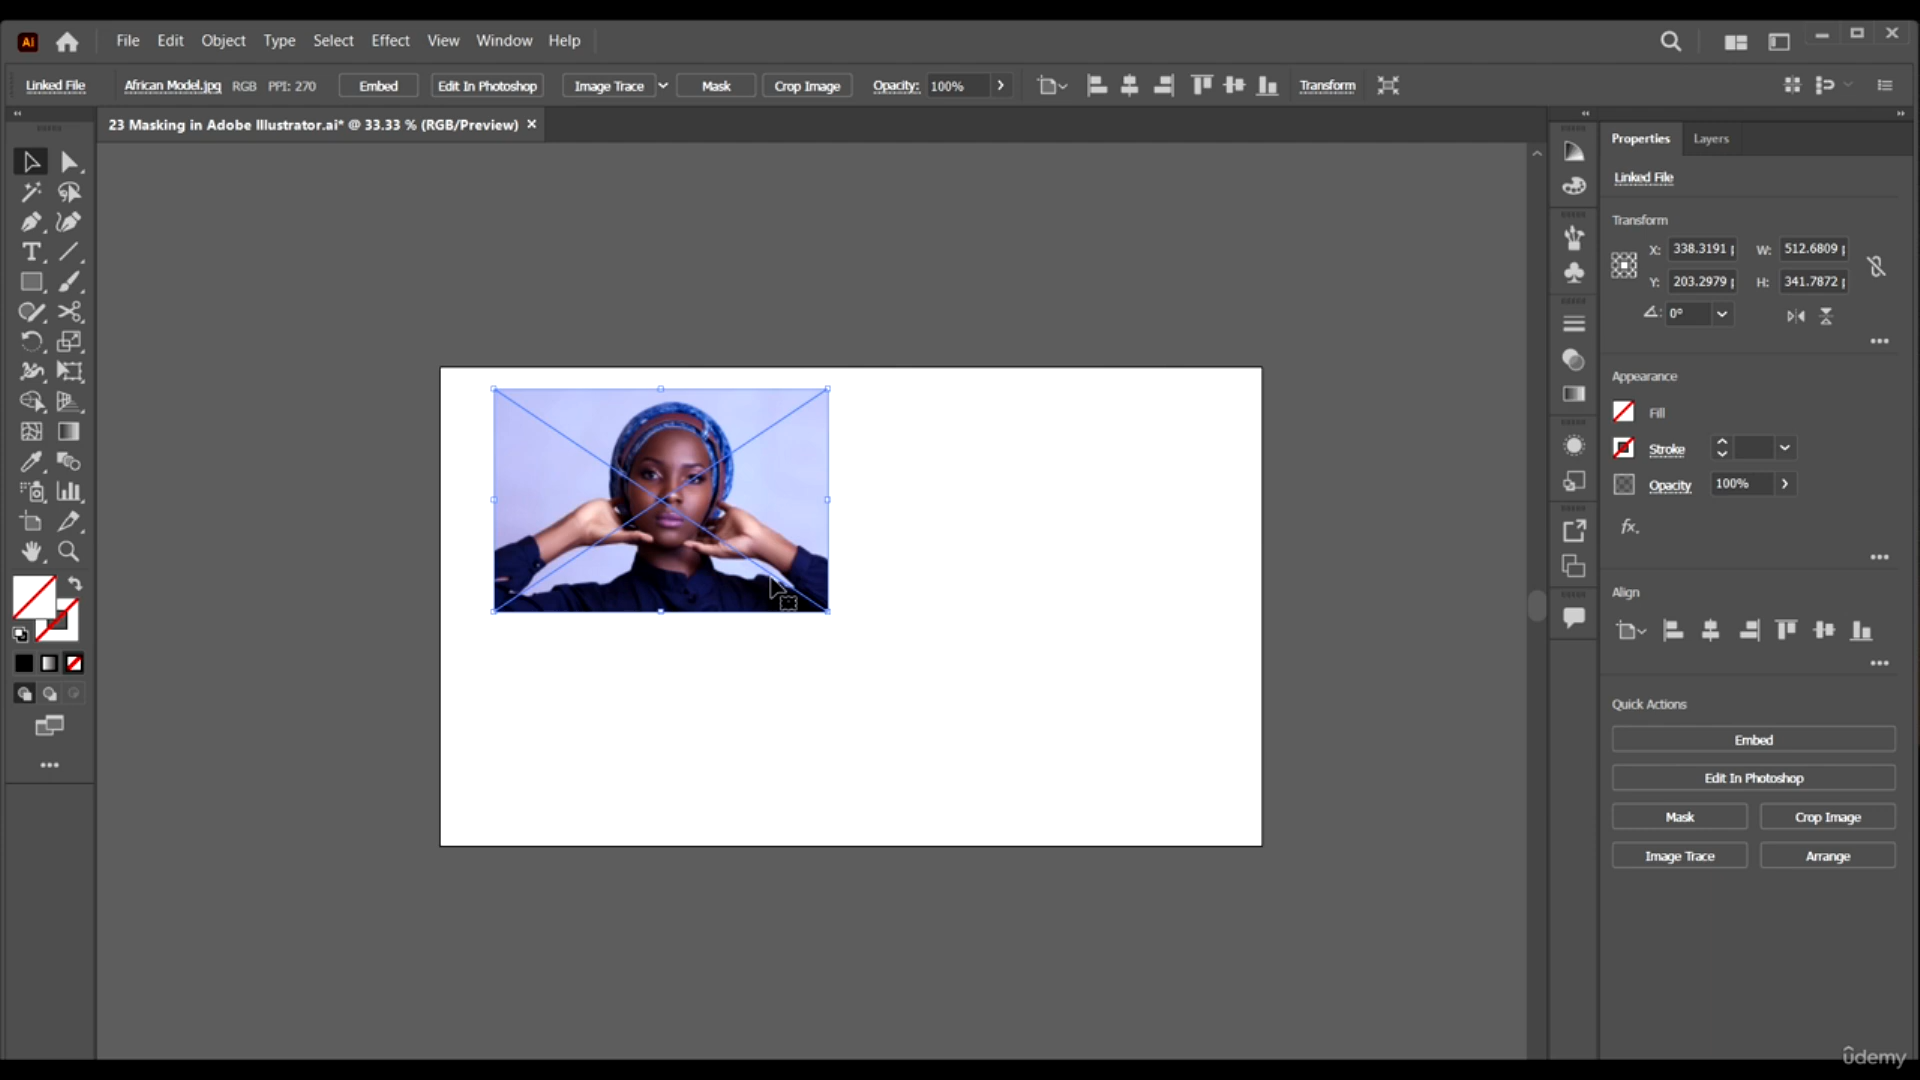 Ai File Edit Object Type Select Effect View Window Help
Linked File African Model.jpg RGB PPI: 270 Embed Edit In Photoshop Image Trace Mask Crop Image Opacity: 100% Transform
23 Masking in Adobe Illustrator.ai* @ 33.33 % (RGB/Preview) ×
Properties Layers
Linked File
Transform
X: 338.3191 W: 512.6809
Y: 203.2979 H: 341.7872
0°
Appearance
Fill
Stroke
Opacity 100%
fx.
Align
Quick Actions
Embed
Edit In Photoshop
Mask Crop Image
Image Trace Arrange
ûdemy